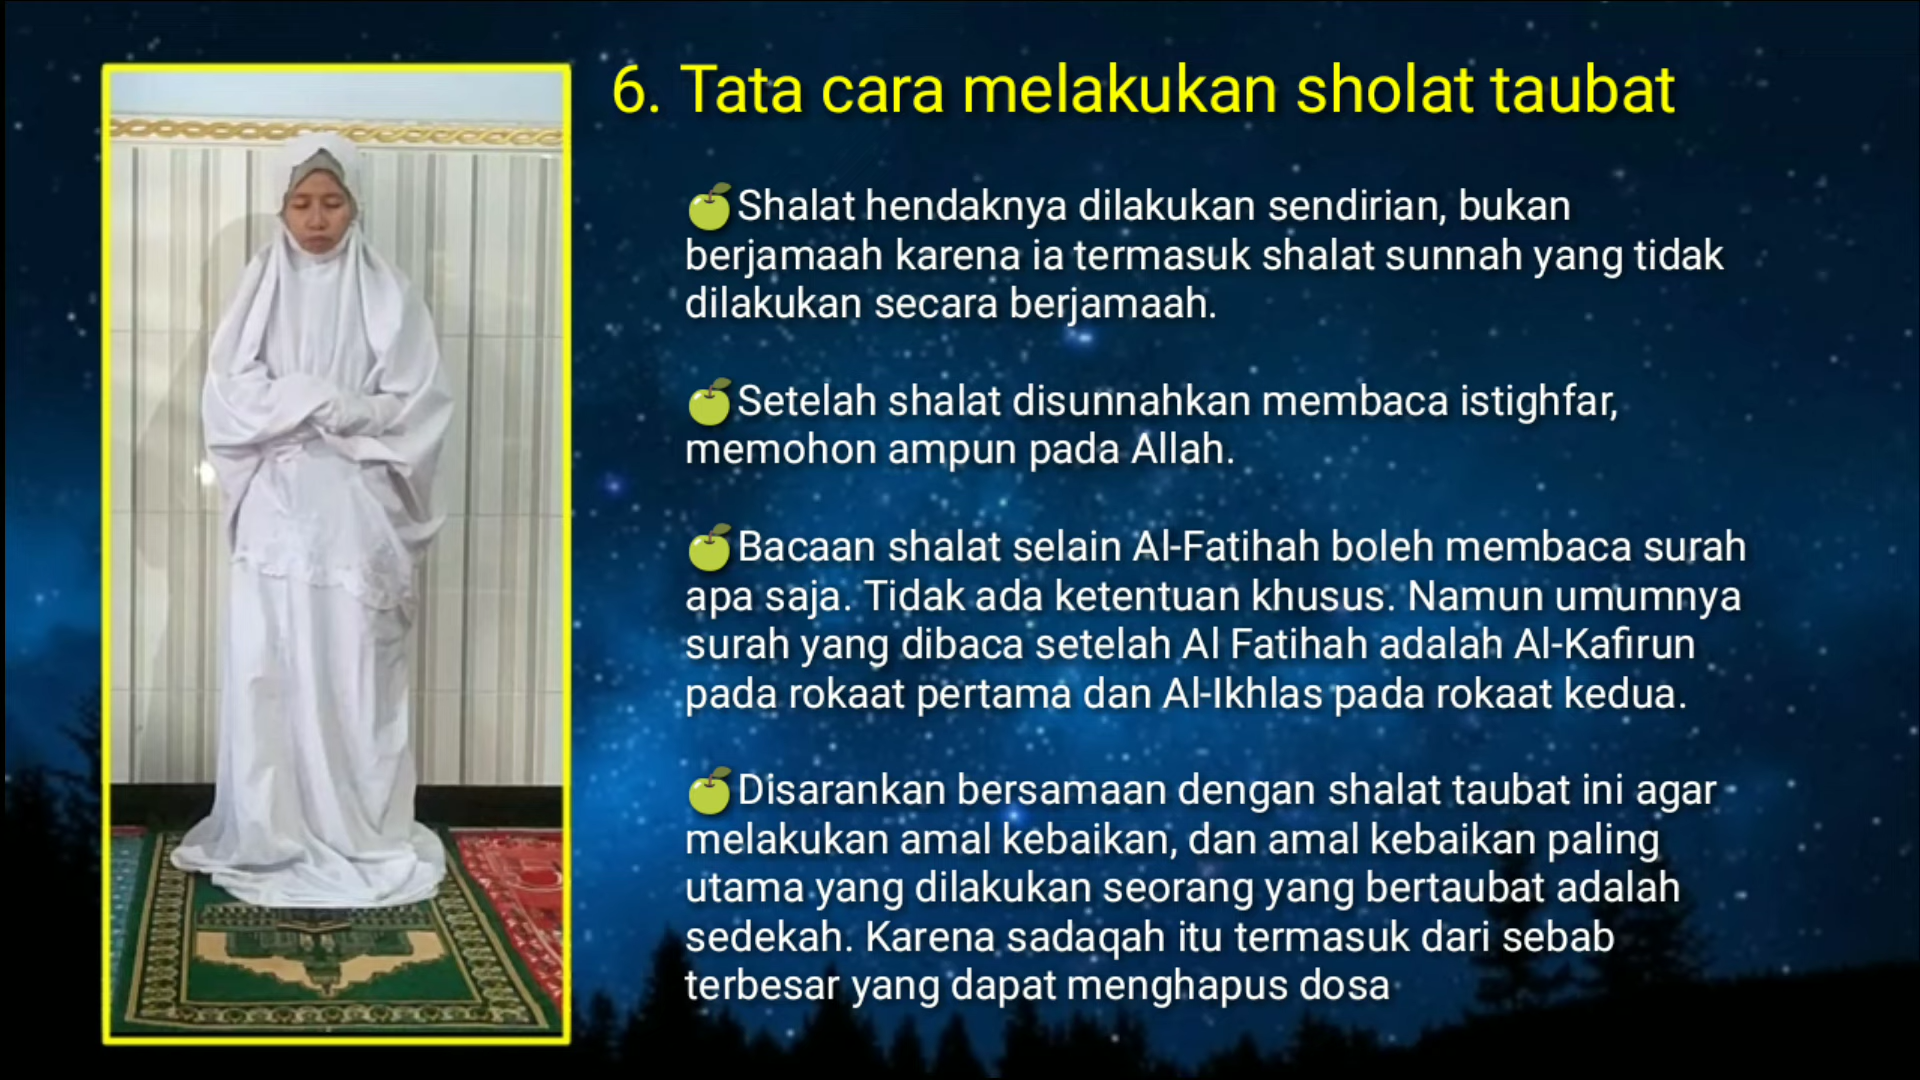 6. Tata cara melakukan sholat taubat
🍏Shalat hendaknya dilakukan sendirian, bukan
berjamaah karena ia termasuk shalat sunnah yang tidak
dilakukan secara berjamaah.
🍏Setelah shalat disunnahkan membaca istighfar,
memohon ampun pada Allah.
🍏Bacaan shalat selain Al-Fatihah boleh membaca surah
apa saja. Tidak ada ketentuan khusus. Namun umumnya
surah yang dibaca setelah Al Fatihah adalah Al-Kafirun
pada rokaat pertama dan Al-Ikhlas pada rokaat kedua.
🍏Disarankan bersamaan dengan shalat taubat ini agar
melakukan amal kebaikan, dan amal kebaikan paling
utama yang dilakukan seorang yang bertaubat adalah
sedekah. Karena sadaqah itu termasuk dari sebab
terbesar yang dapat menghapus dosa